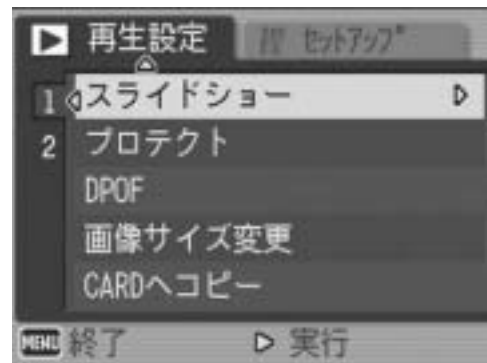 再生設定 セットアップ
1 スライドショー
2 プロテクト
DPOF
画像サイズ変更
CARDへコピー
MENU 終了 実行